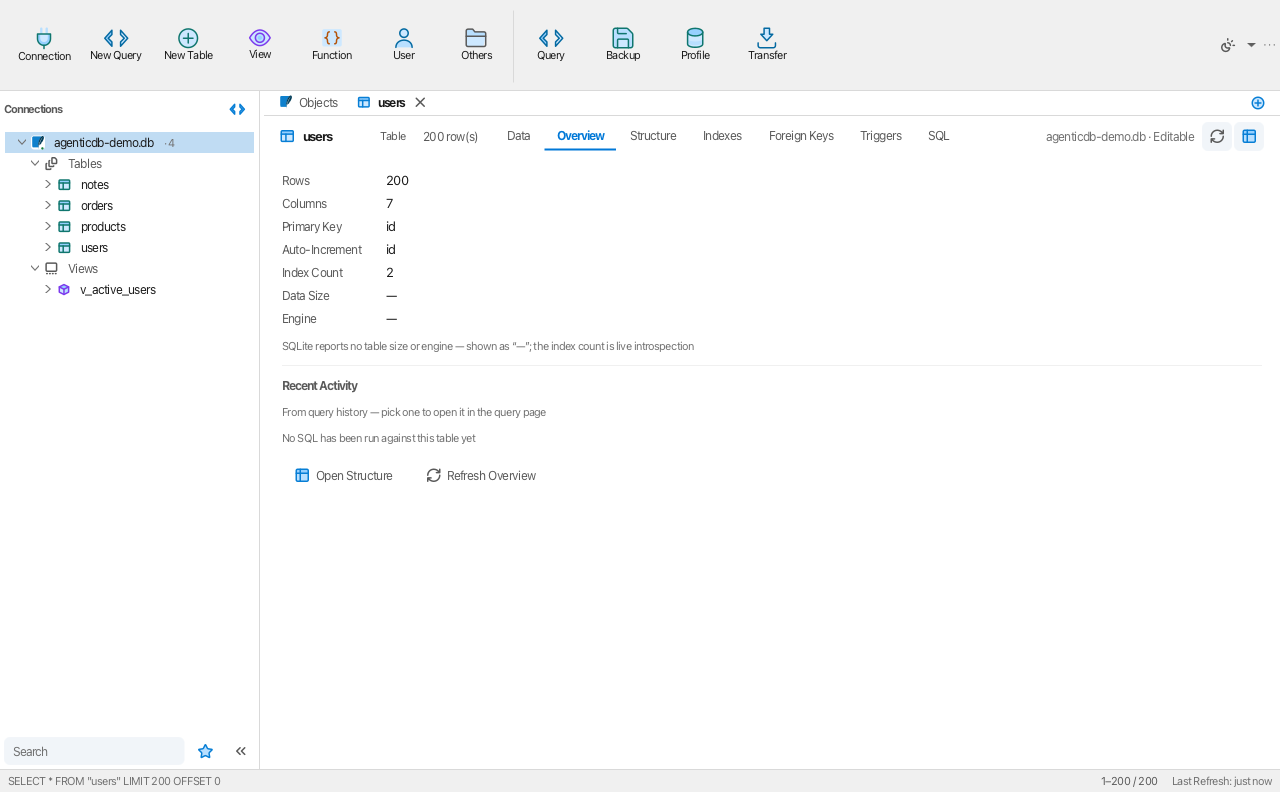 Connection
New Query
New Table
View
Function
User
Others
Query
Backup
Profile
Transfer
Connections
agenticdb-demo.db · 4
Tables
notes
orders
products
users
Views
v_active_users
Search
Objects
users
users
Table
200 row(s)
Data
Overview
Structure
Indexes
Foreign Keys
Triggers
SQL
agenticdb-demo.db · Editable
Rows 200
Columns 7
Primary Key id
Auto-Increment id
Index Count 2
Data Size —
Engine —
SQLite reports no table size or engine — shown as “—”; the index count is live introspection
Recent Activity
From query history — pick one to open it in the query page
No SQL has been run against this table yet
Open Structure
Refresh Overview
SELECT * FROM "users" LIMIT 200 OFFSET 0
1–200 / 200
Last Refresh: just now